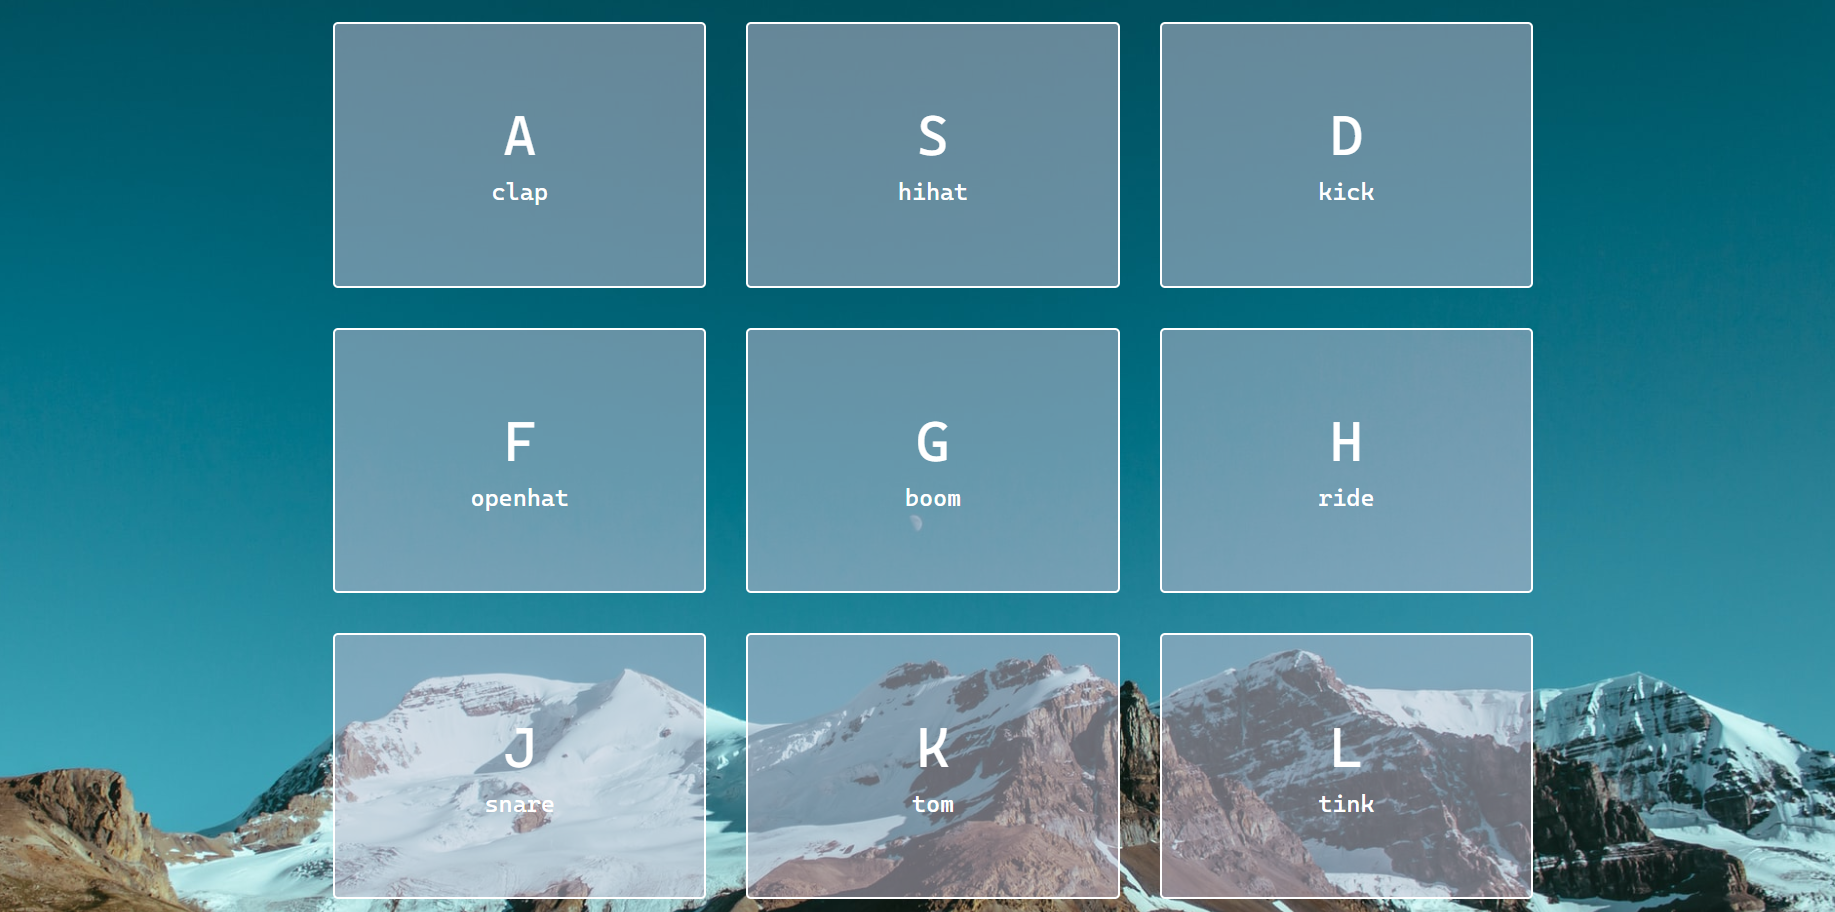 A
clap
S
hihat
D
kick
F
openhat
G
boom
H
ride
J
snare
K
tom
L
tink